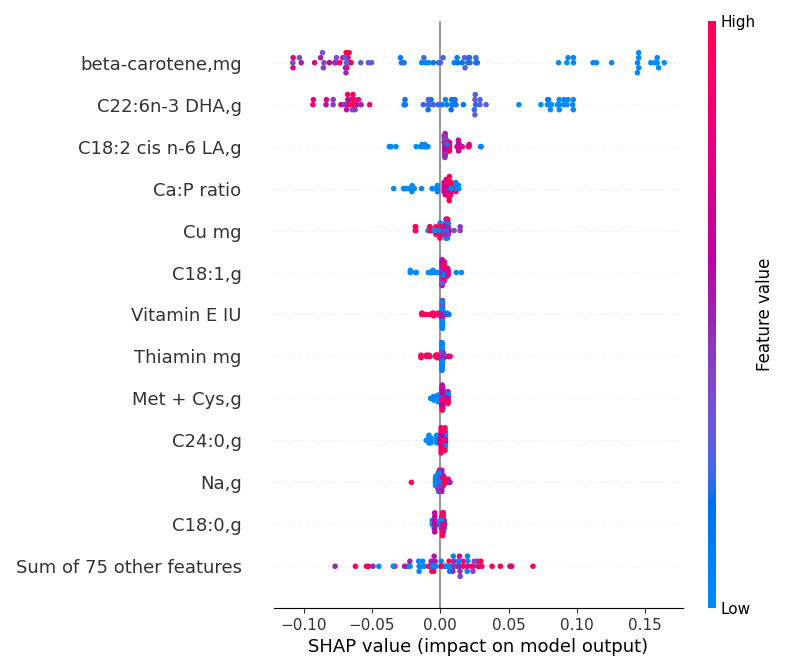 High
beta-carotene,mg
C22:6n-3 DHA,g
C18:2 cis n-6 LA,g
Ca:P ratio
Cu mg
C18:1,g
Vitamin E IU
Thiamin mg
Met + Cys,g
C24:0,g
Na,g
C18:0,g
Sum of 75 other features
Feature value
Low
−0.10 −0.05 0.00 0.05 0.10 0.15
SHAP value (impact on model output)